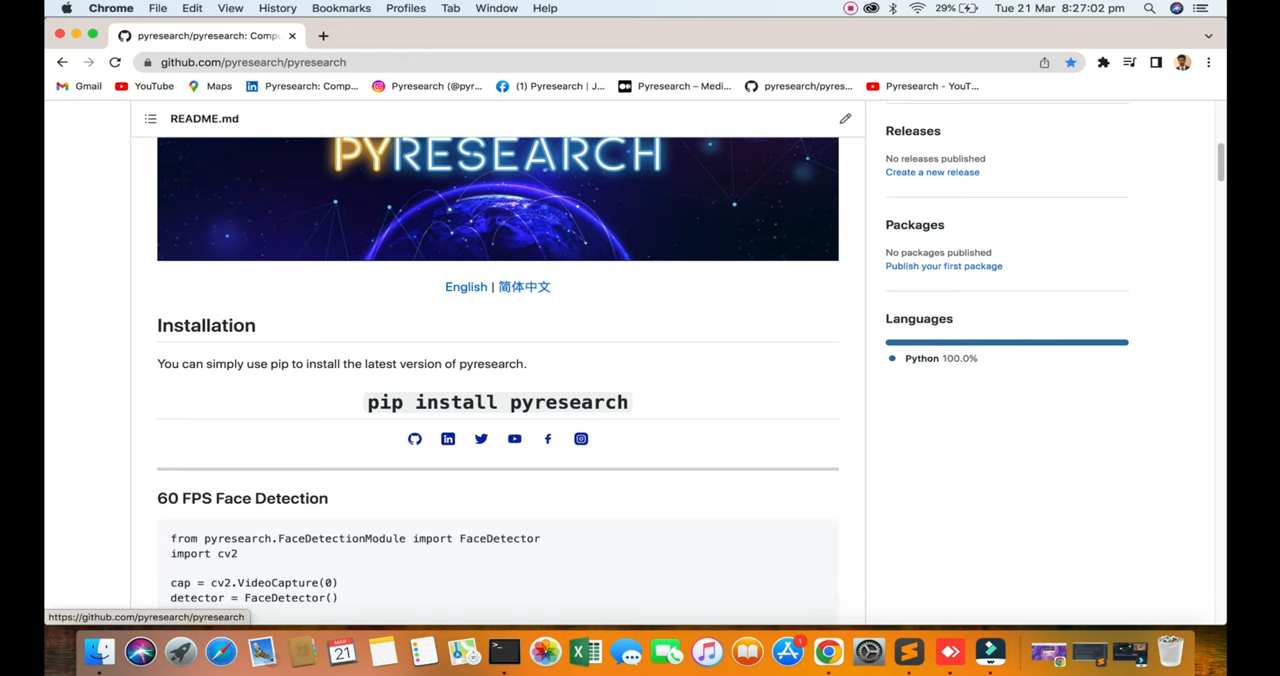 Chrome File Edit View History Bookmarks Profiles Tab Window Help 29% Tue 21 Mar 8:27:02 pm
pyresearch/pyresearch: Comp
github.com/pyresearch/pyresearch
Gmail YouTube Maps Pyresearch: Comp... Pyresearch (@pyr... (1) Pyresearch | J... Pyresearch – Medi... pyresearch/pyres... Pyresearch - YouT...
README.md
PYRESEARCH
English | 简体中文
Installation
You can simply use pip to install the latest version of pyresearch.
pip install pyresearch
60 FPS Face Detection
from pyresearch.FaceDetectionModule import FaceDetector
import cv2
cap = cv2.VideoCapture(0)
detector = FaceDetector()
Releases
No releases published
Create a new release
Packages
No packages published
Publish your first package
Languages
Python 100.0%
https://github.com/pyresearch/pyresearch
MAR
21
1